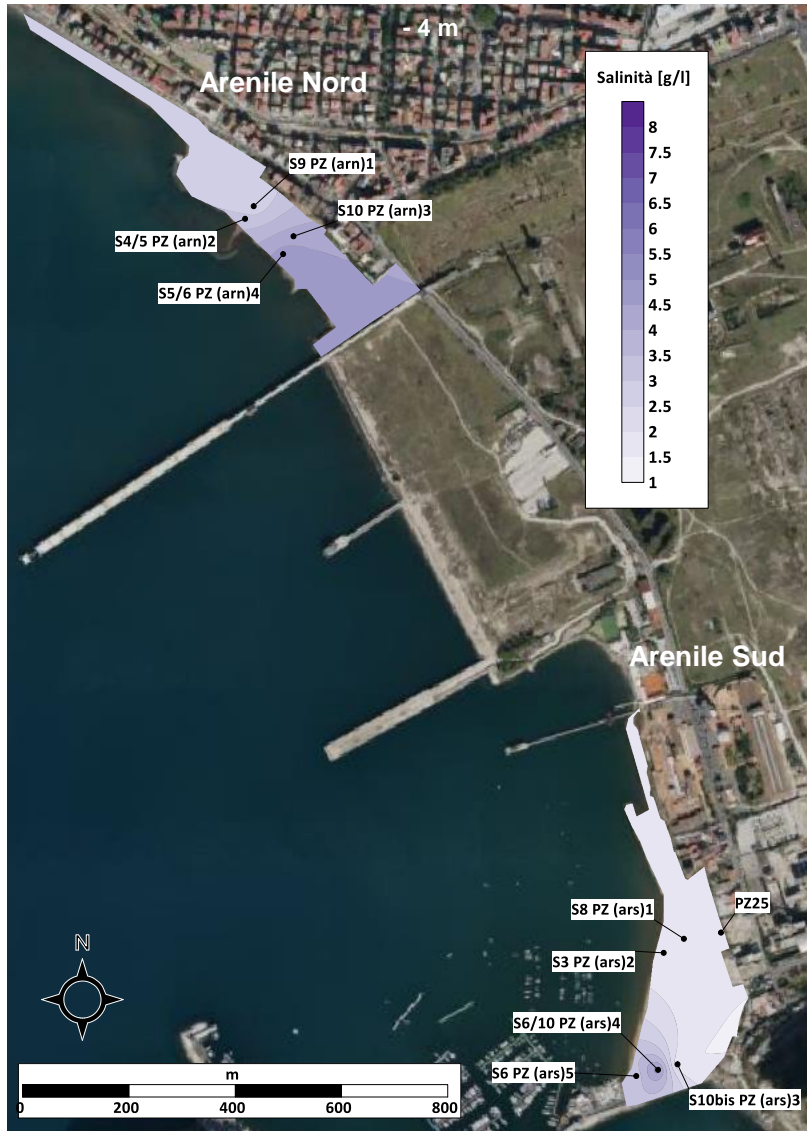 - 4 m
Arenile Nord
Salinità [g/l]
8
7.5
7
6.5
6
5.5
5
4.5
4
3.5
3
2.5
2
1.5
1
S9 PZ (arn)1
S10 PZ (arn)3
S4/5 PZ (arn)2
S5/6 PZ (arn)4
Arenile Sud
S8 PZ (ars)1
PZ25
S3 PZ (ars)2
S6/10 PZ (ars)4
S6 PZ (ars)5
S10bis PZ (ars)3
N
m
0 200 400 600 800